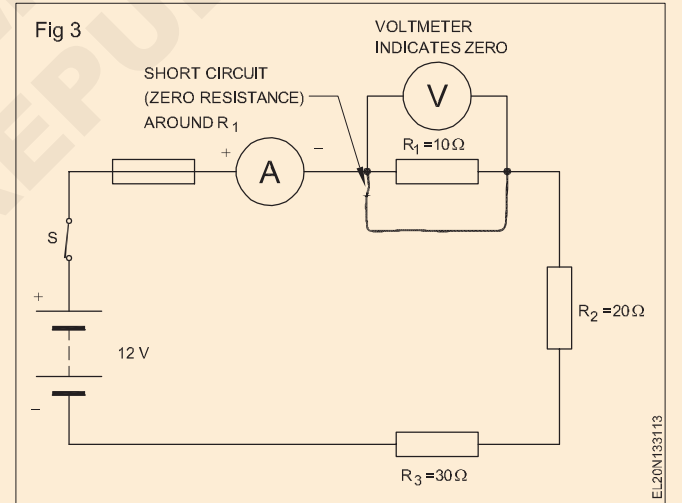 Fig 3
VOLTMETER
INDICATES ZERO
SHORT CIRCUIT
(ZERO RESISTANCE)
AROUND R1
V
R1=10Ω
+
A
–
S
+
12 V
–
R2=20Ω
R3=30Ω
EL20N133113